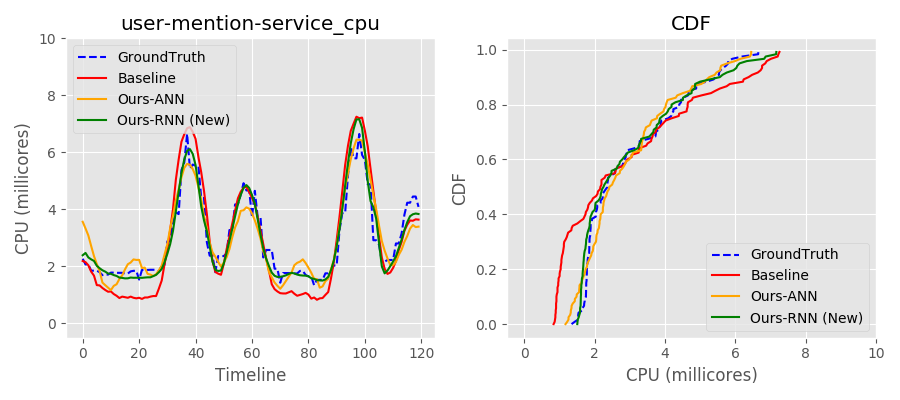 user-mention-service_cpu
10
8
6
4
2
0
CPU (millicores)
GroundTruth
Baseline
Ours-ANN
Ours-RNN (New)
0 20 40 60 80 100 120
Timeline
CDF
1.0
0.8
0.6
0.4
0.2
0.0
CDF
GroundTruth
Baseline
Ours-ANN
Ours-RNN (New)
0 2 4 6 8 10
CPU (millicores)